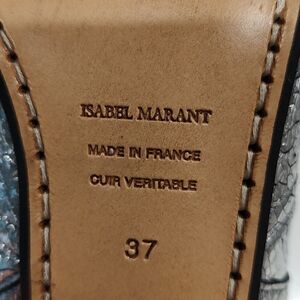 ISABEL MARANT
MADE IN FRANCE
CUIR VERITABLE
37